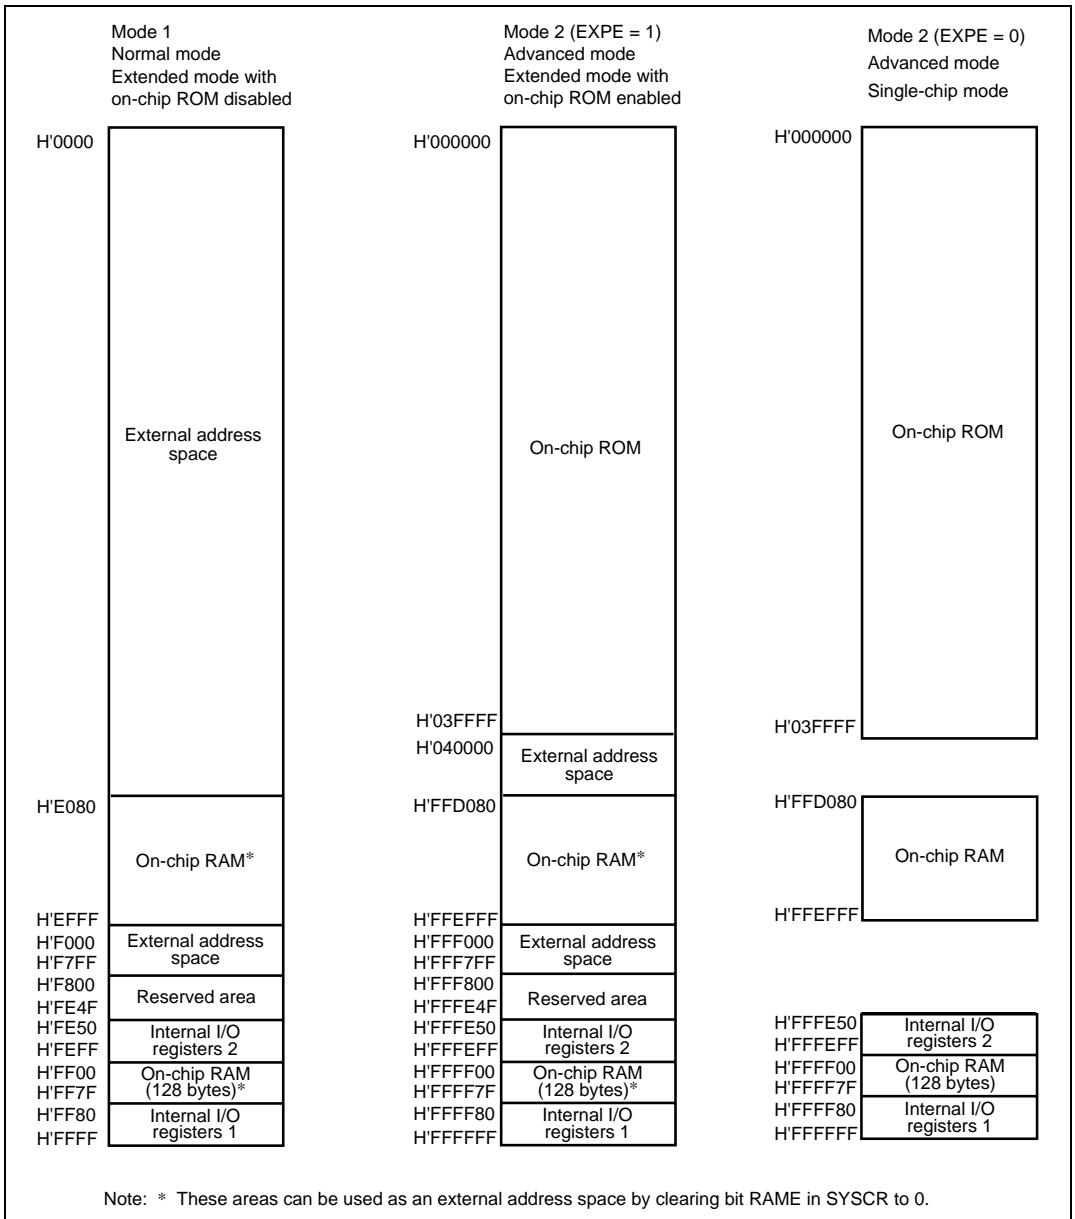 Mode 1
Normal mode
Extended mode with
on-chip ROM disabled
H'0000
External address
space
H'E080
On-chip RAM*
H'EFFF
H'F000
External address
space
H'F7FF
H'F800
Reserved area
H'FE4F
H'FE50
Internal I/O
registers 2
H'FEFF
H'FF00
On-chip RAM
(128 bytes)*
H'FF7F
H'FF80
Internal I/O
registers 1
H'FFFF
Mode 2 (EXPE = 1)
Advanced mode
Extended mode with
on-chip ROM enabled
H'000000
On-chip ROM
H'03FFFF
H'040000
External address
space
H'FFD080
On-chip RAM*
H'FFEFFF
H'FFF000
External address
space
H'FFF7FF
H'FFF800
Reserved area
H'FFFE4F
H'FFFE50
Internal I/O
registers 2
H'FFFEFF
H'FFFF00
On-chip RAM
(128 bytes)*
H'FFFF7F
H'FFFF80
Internal I/O
registers 1
H'FFFFFF
Mode 2 (EXPE = 0)
Advanced mode
Single-chip mode
H'000000
On-chip ROM
H'03FFFF
H'FFD080
On-chip RAM
H'FFEFFF
H'FFFE50
Internal I/O
registers 2
H'FFFEFF
H'FFFF00
On-chip RAM
(128 bytes)
H'FFFF7F
H'FFFF80
Internal I/O
registers 1
H'FFFFFF
Note: * These areas can be used as an external address space by clearing bit RAME in SYSCR to 0.